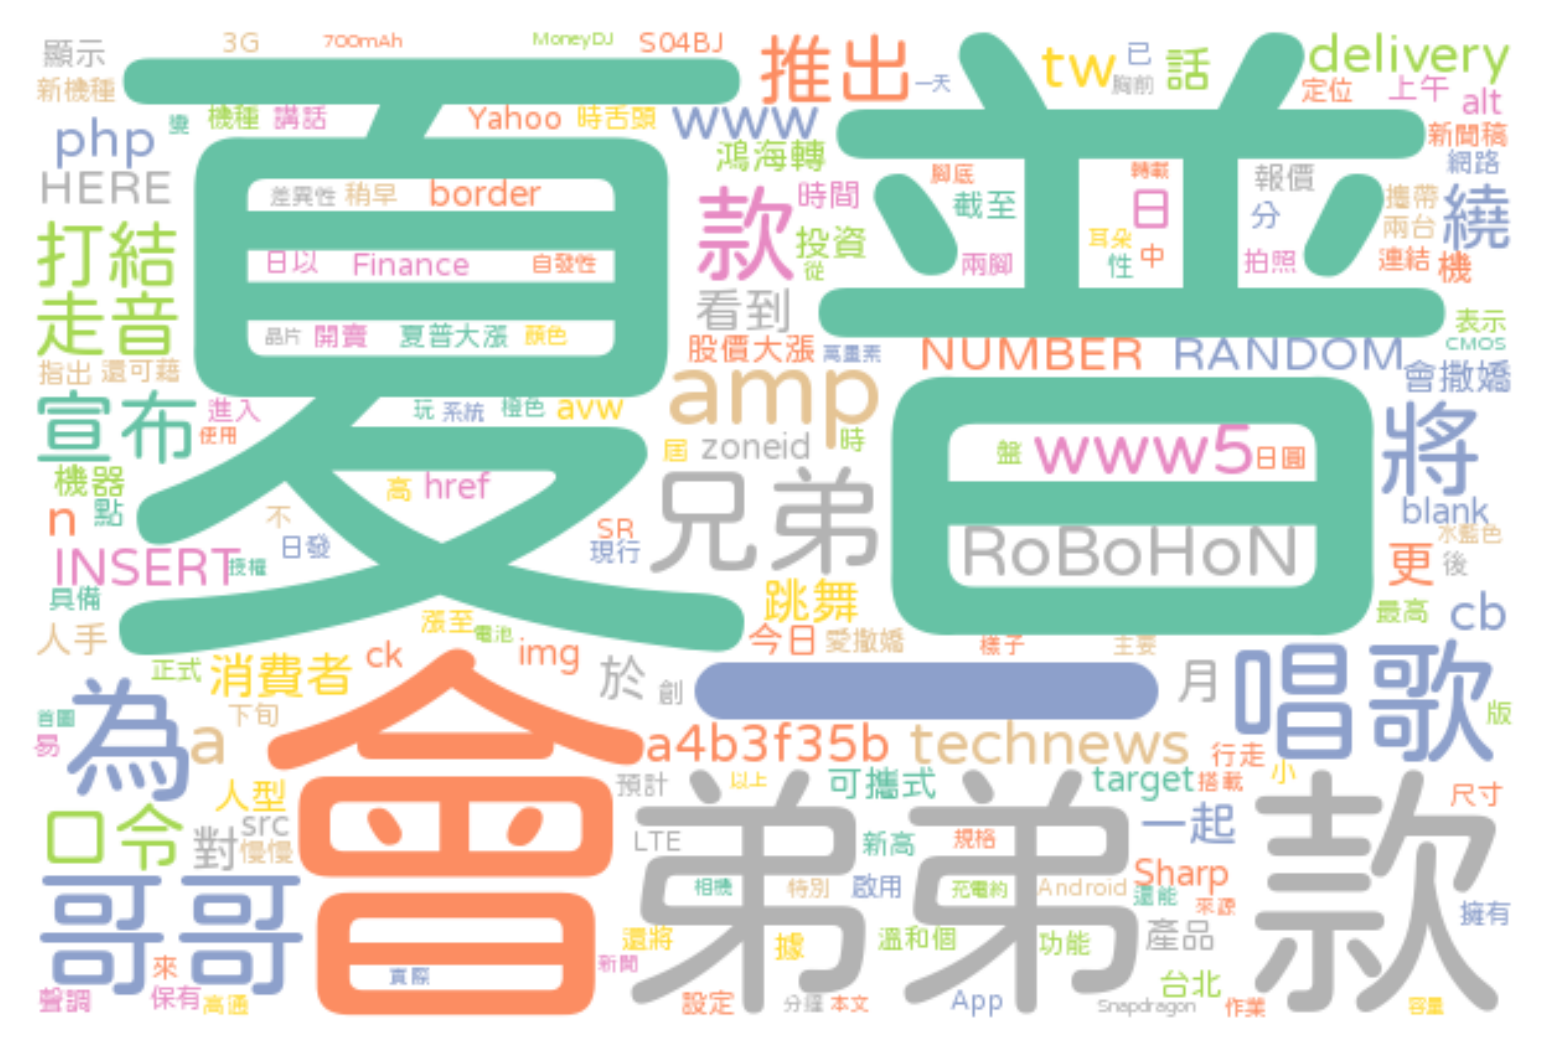 顯示
3G
700mAh
MoneyDJ
S04BJ
推出
一天
tw
已
胸前
話
delivery
新機種
定位
上午
alt
夏普
php
變
機種
講話
Yahoo
時舌頭
www
鴻海轉
新聞稿
網路
HERE
差異性
稍早
border
款
時間
腳底
截至
轉載
日
報價
分
攜帶
兩台
繞
打結
日以
Finance
自發性
投資
從
兩腳
耳朵
性
中
拍照
連結
機
走音
晶片
開賣
夏普大漲
顏色
看到
股價大漲
萬畫素
NUMBER
RANDOM
表示
CMOS
會撒嬌
指出
還可藉
宣布
進入
使用
玩
系統
橙色
avw
amp
屆
zoneid
時
盤
www5
日圓
將
機器
高
href
兄弟
blank
n
點
不
日發
SR
現行
RoBoHoN
水藍色
更
後
INSERT
授權
具備
跳舞
最高
cb
人手
漲至
電池
今日
愛撒嬌
樣子
主要
正式
消費者
ck
img
於
創
一
月
唱歌
版
首圖
易
為
a
下旬
會
a4b3f35b
technews
行走
小
人型
預計
以上
可攜式
target
搭載
尺寸
口令
對
src
慢慢
LTE
弟弟
新高
規格
一起
款
哥哥
相機
特別
啟用
充電約
Android
Sharp
還能
來源
擁有
來
還將
據
溫和個
功能
產品
聲調
保有
高通
實際
新聞
設定
分鐘
本文
App
Snapdragon
台北
作業
容量